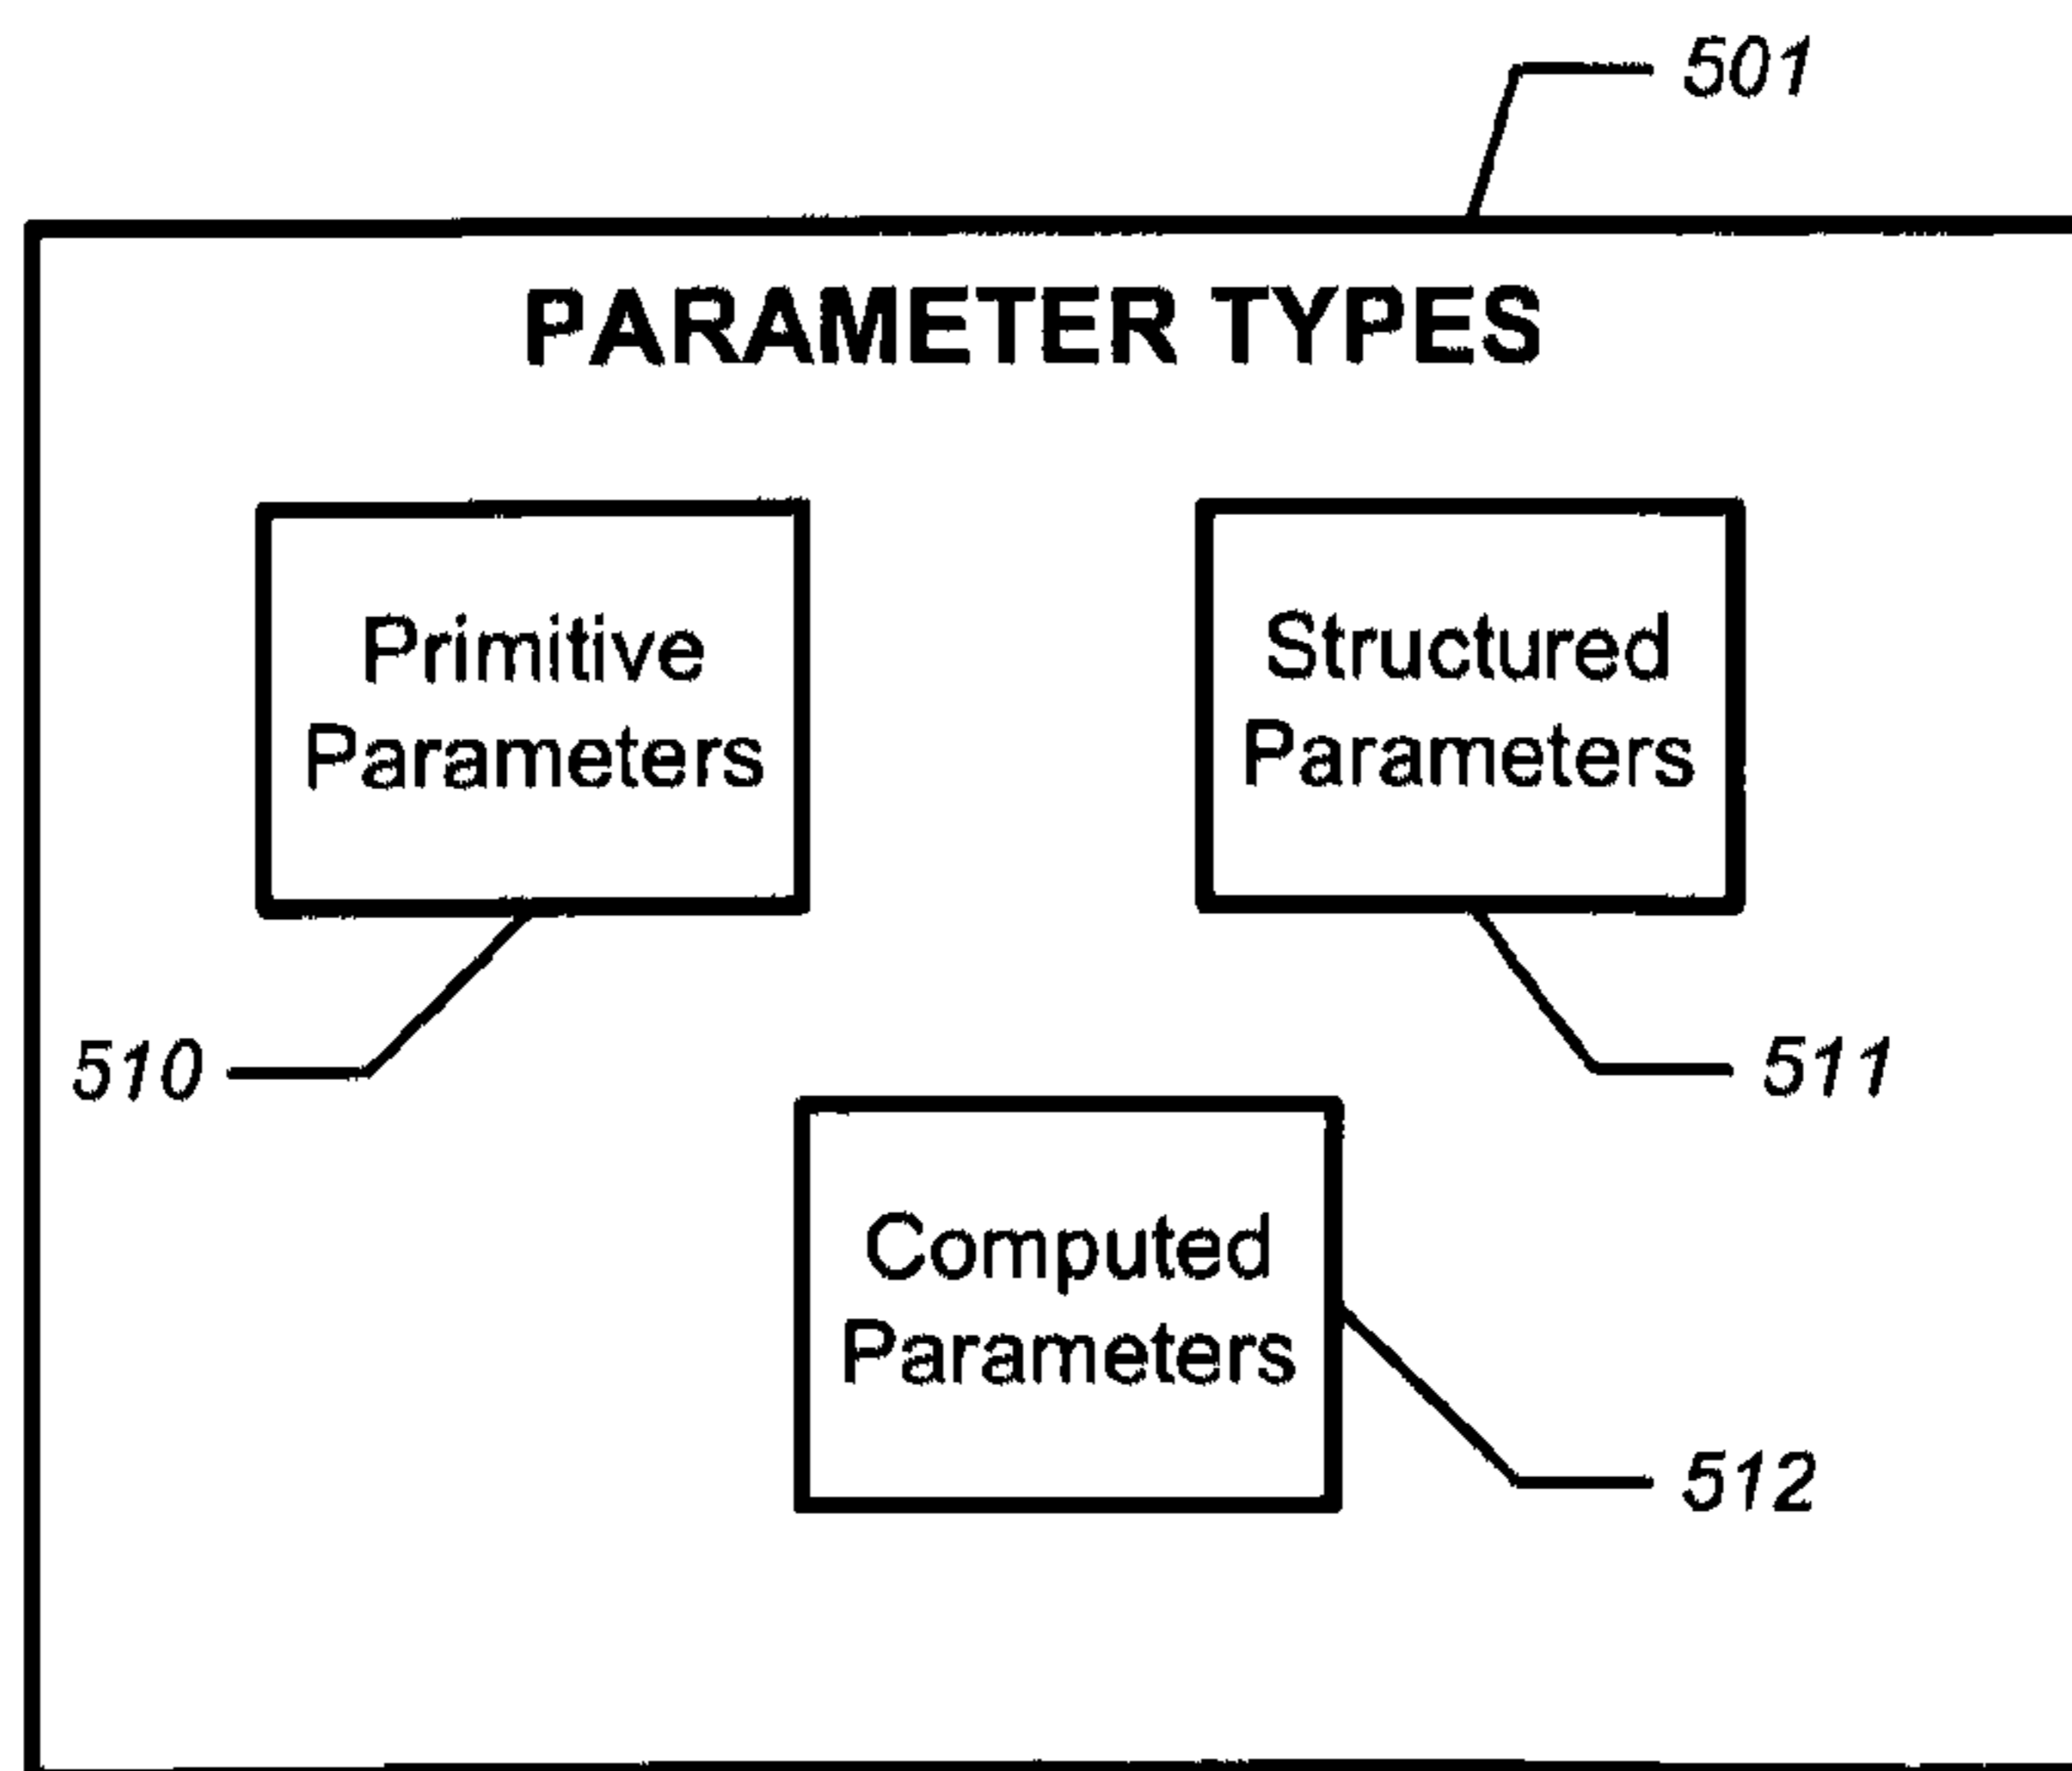 501
PARAMETER TYPES
Primitive
Parameters
Structured
Parameters
510
511
Computed
Parameters
512